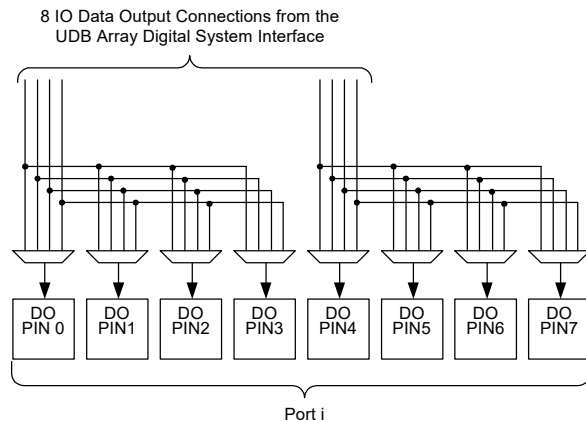 8 IO Data Output Connections from the
UDB Array Digital System Interface
DO
PIN 0
DO
PIN1
DO
PIN2
DO
PIN3
DO
PIN4
DO
PIN5
DO
PIN6
DO
PIN7
Port i